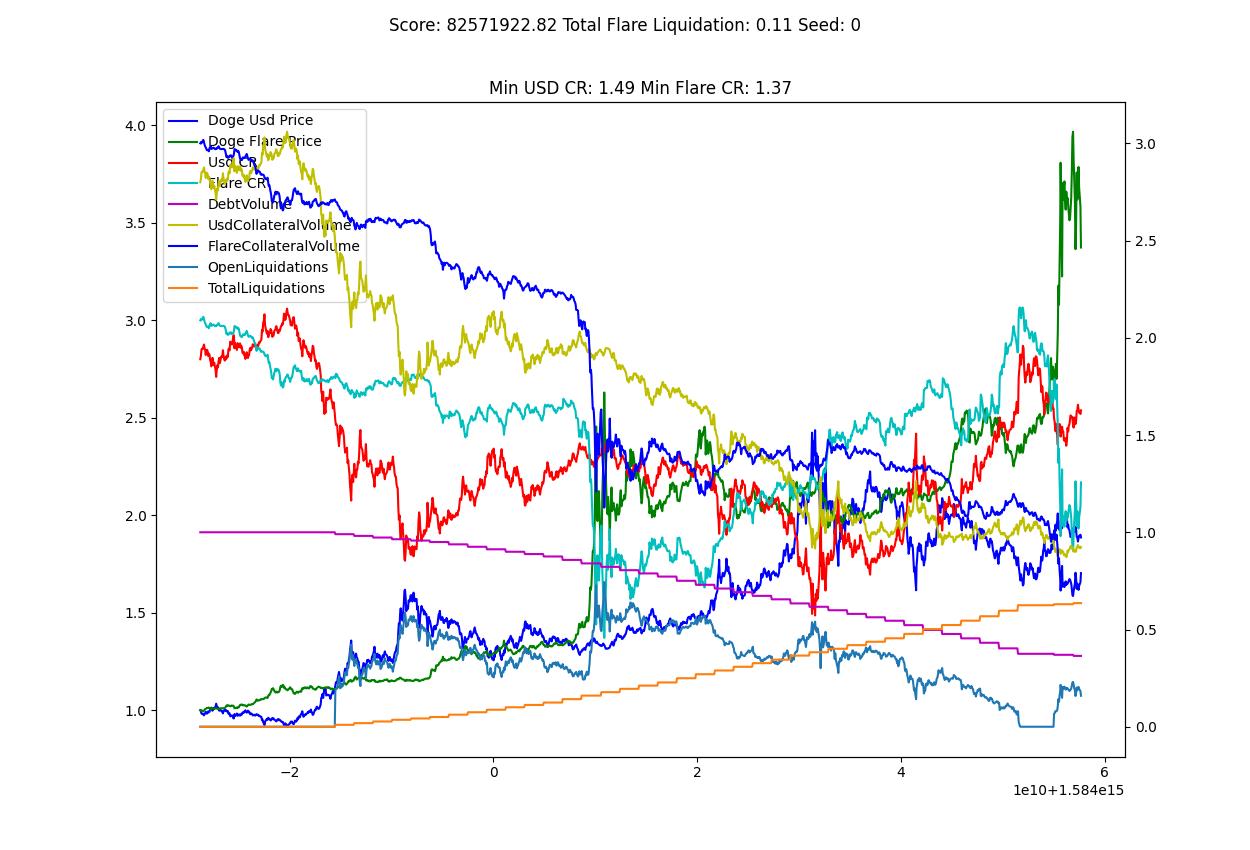 Score: 82571922.82 Total Flare Liquidation: 0.11 Seed: 0
Min USD CR: 1.49 Min Flare CR: 1.37
Doge Usd Price
Doge Flare Price
Usd CR
Flare CR
DebtVolume
UsdCollateralVolume
FlareCollateralVolume
OpenLiquidations
TotalLiquidations
4.0
3.5
3.0
2.5
2.0
1.5
1.0
3.0
2.5
2.0
1.5
1.0
0.5
0.0
−2 0 2 4 6
1e10+1.584e15